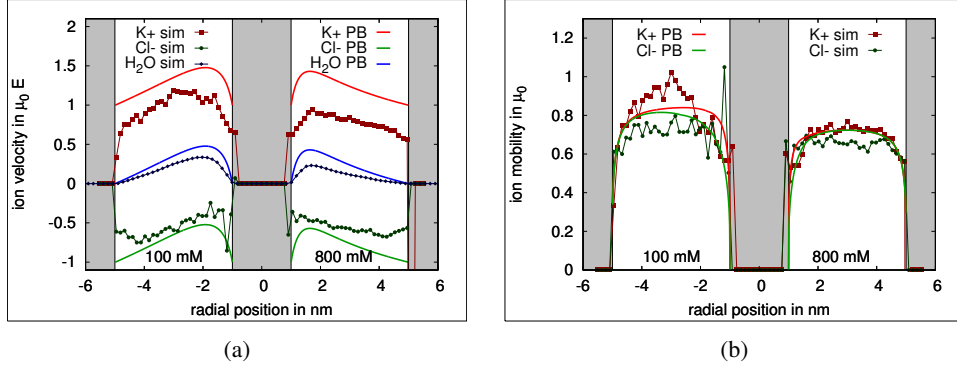 2
1.5
1
0.5
0
-0.5
-1
ion velocity in μ0 E
K+ sim
Cl- sim
H2O sim
K+ PB
Cl- PB
H2O PB
100 mM
800 mM
-6 -4 -2 0 2 4 6
radial position in nm
(a)
1.2
1
0.8
0.6
0.4
0.2
0
ion mobility in μ0
K+ PB
Cl- PB
K+ sim
Cl- sim
100 mM
800 mM
-6 -4 -2 0 2 4 6
radial position in nm
(b)